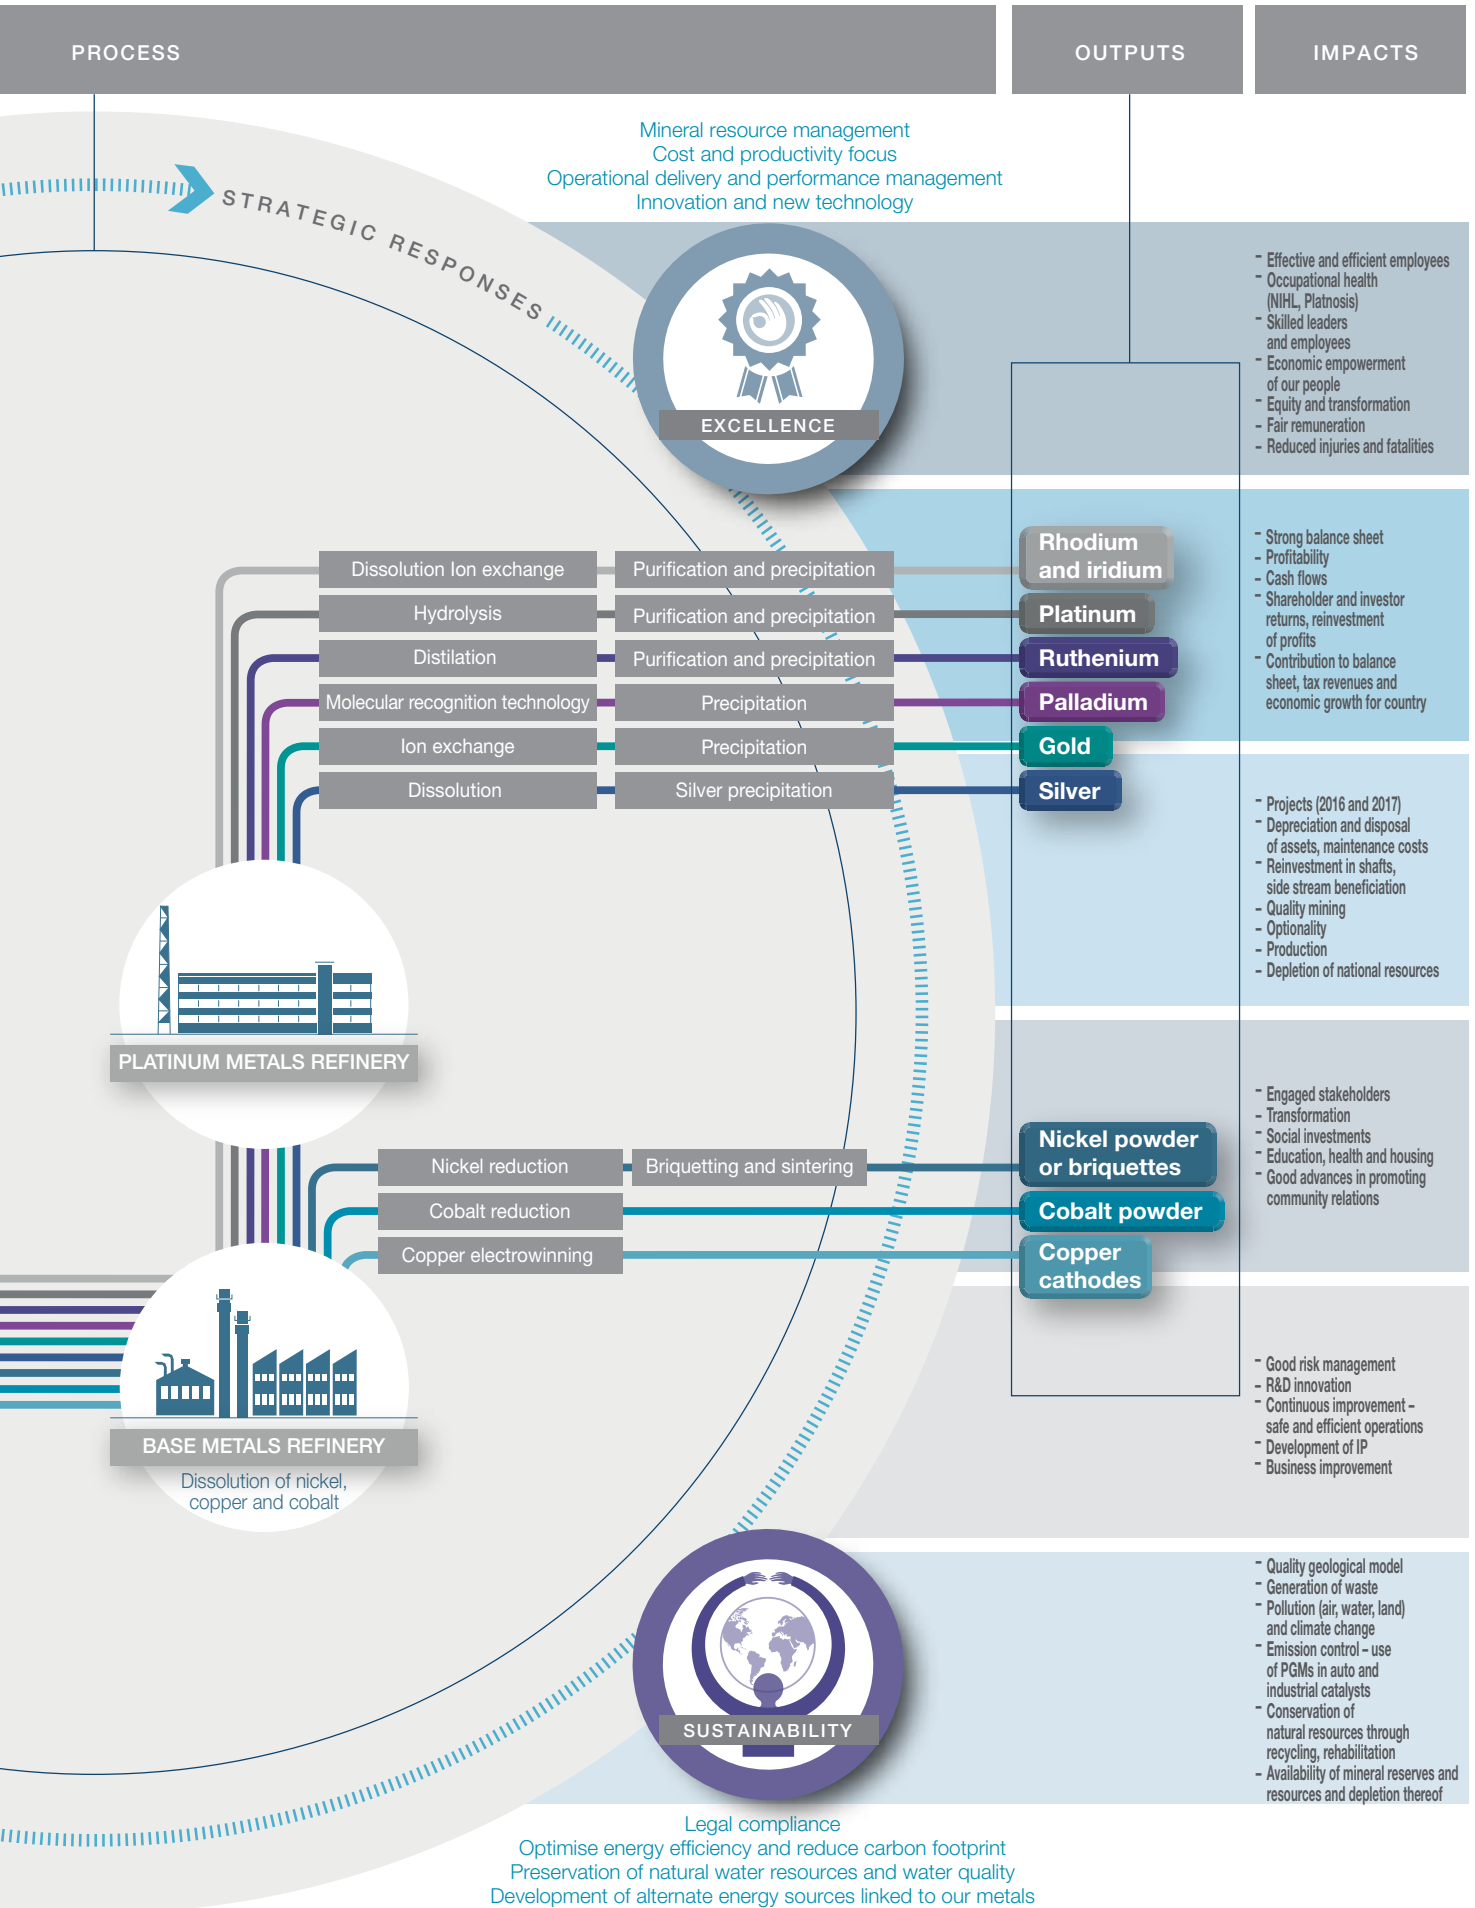 PROCESS
OUTPUTS
IMPACTS
Mineral resource management
Cost and productivity focus
Operational delivery and performance management
Innovation and new technology
STRATEGIC RESPONSES
EXCELLENCE
- Effective and efficient employees
- Occupational health
(NIHL, Platnosis)
- Skilled leaders
and employees
- Economic empowerment
of our people
- Equity and transformation
- Fair remuneration
- Reduced injuries and fatalities
Dissolution Ion exchange
Purification and precipitation
Rhodium
and iridium
Hydrolysis
Purification and precipitation
Platinum
Distilation
Purification and precipitation
Ruthenium
Molecular recognition technology
Precipitation
Palladium
Ion exchange
Precipitation
Gold
Dissolution
Silver precipitation
Silver
- Strong balance sheet
- Profitability
- Cash flows
- Shareholder and investor
returns, reinvestment
of profits
- Contribution to balance
sheet, tax revenues and
economic growth for country
- Projects (2016 and 2017)
- Depreciation and disposal
of assets, maintenance costs
- Reinvestment in shafts,
side stream beneficiation
- Quality mining
- Optionality
- Production
- Depletion of national resources
PLATINUM METALS REFINERY
Nickel reduction
Briquetting and sintering
Nickel powder
or briquettes
Cobalt reduction
Cobalt powder
Copper electrowinning
Copper
cathodes
- Engaged stakeholders
- Transformation
- Social investments
- Education, health and housing
- Good advances in promoting
community relations
BASE METALS REFINERY
Dissolution of nickel,
copper and cobalt
- Good risk management
- R&D innovation
- Continuous improvement –
safe and efficient operations
- Development of IP
- Business improvement
SUSTAINABILITY
- Quality geological model
- Generation of waste
- Pollution (air, water, land)
and climate change
- Emission control – use
of PGMs in auto and
industrial catalysts
- Conservation of
natural resources through
recycling, rehabilitation
- Availability of mineral reserves and
resources and depletion thereof
Legal compliance
Optimise energy efficiency and reduce carbon footprint
Preservation of natural water resources and water quality
Development of alternate energy sources linked to our metals